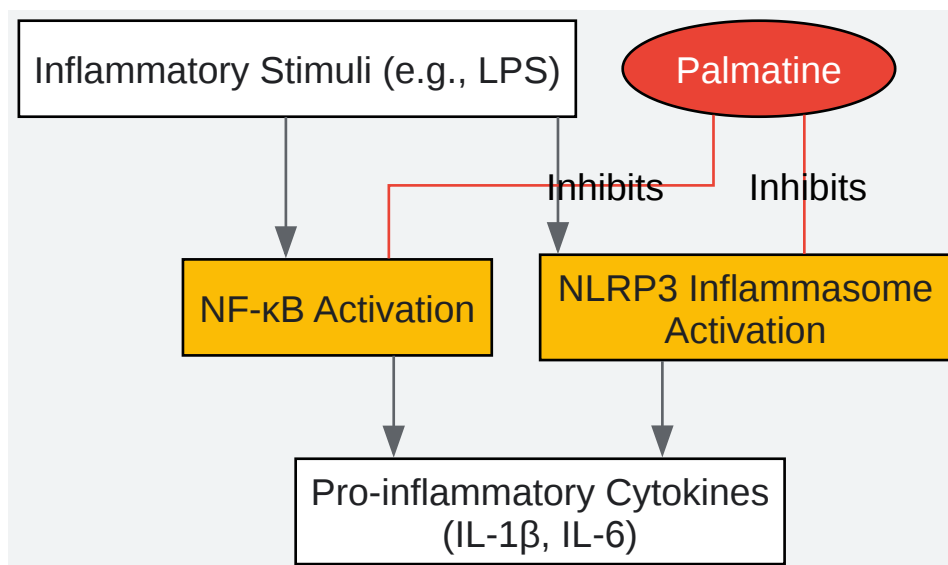 Inflammatory Stimuli (e.g., LPS)
Palmatine
Inhibits
Inhibits
NF-κB Activation
NLRP3 Inflammasome
Activation
Pro-inflammatory Cytokines
(IL-1β, IL-6)